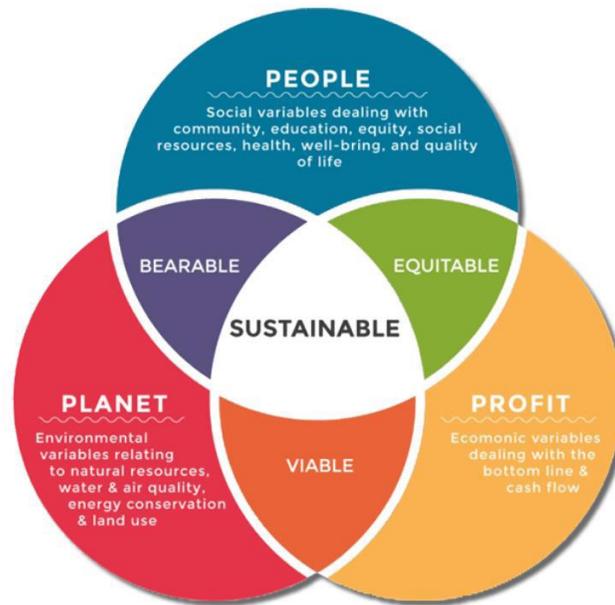 PEOPLE
Social variables dealing with
community, education, equity, social
resources, health, well-bring, and quality
of life
BEARABLE
EQUITABLE
SUSTAINABLE
PLANET
Environmental
variables relating
to natural resources,
water & air quality,
energy conservation
& land use
VIABLE
PROFIT
Ecomonic variables
dealing with the
bottom line &
cash flow